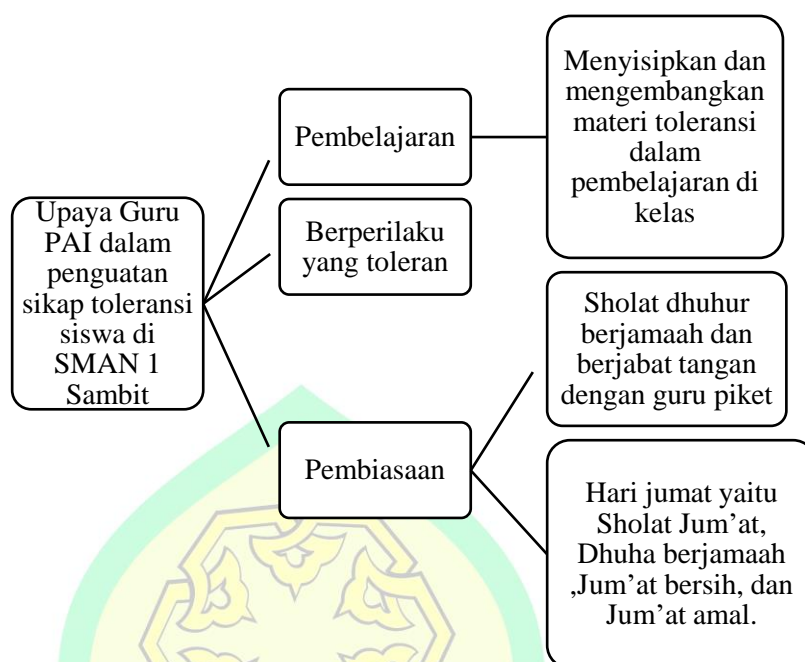 Upaya Guru
PAI dalam
penguatan
sikap toleransi
siswa di
SMAN 1
Sambit
Pembelajaran
Menyisipkan dan
mengembangkan
materi toleransi
dalam
pembelajaran di
kelas
Berperilaku
yang toleran
Pembiasaan
Sholat dhuhur
berjamaah dan
berjabat tangan
dengan guru piket
Hari jumat yaitu
Sholat Jum’at,
Dhuha berjamaah
,Jum’at bersih, dan
Jum’at amal.